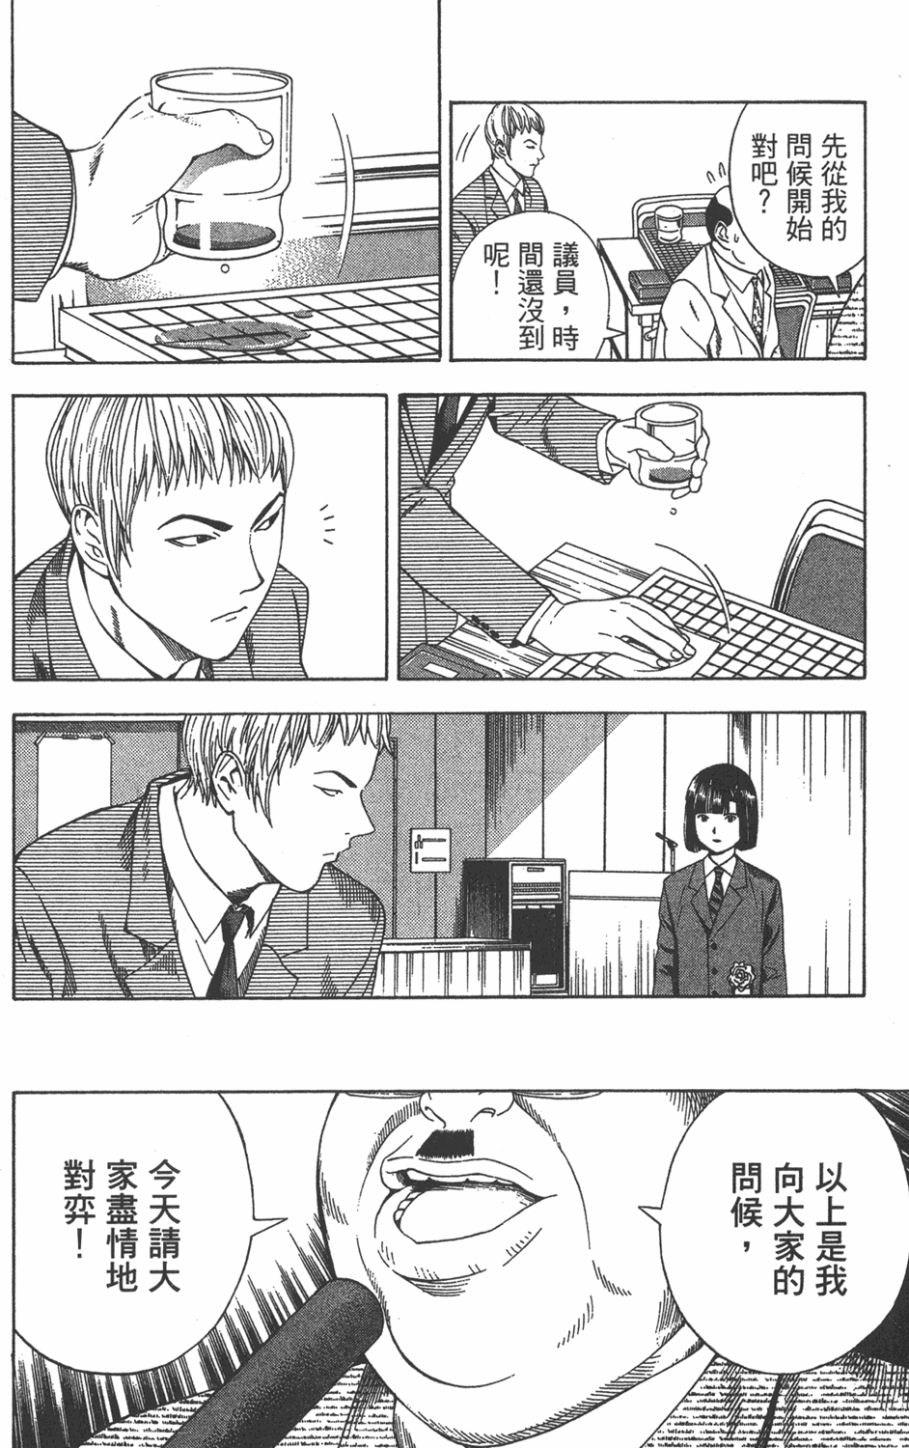 先從我的
問候開始
對吧？
議員，時
間還沒到
呢！
以上是我
向大家的
問候，
今天請大
家盡情地
對弈！